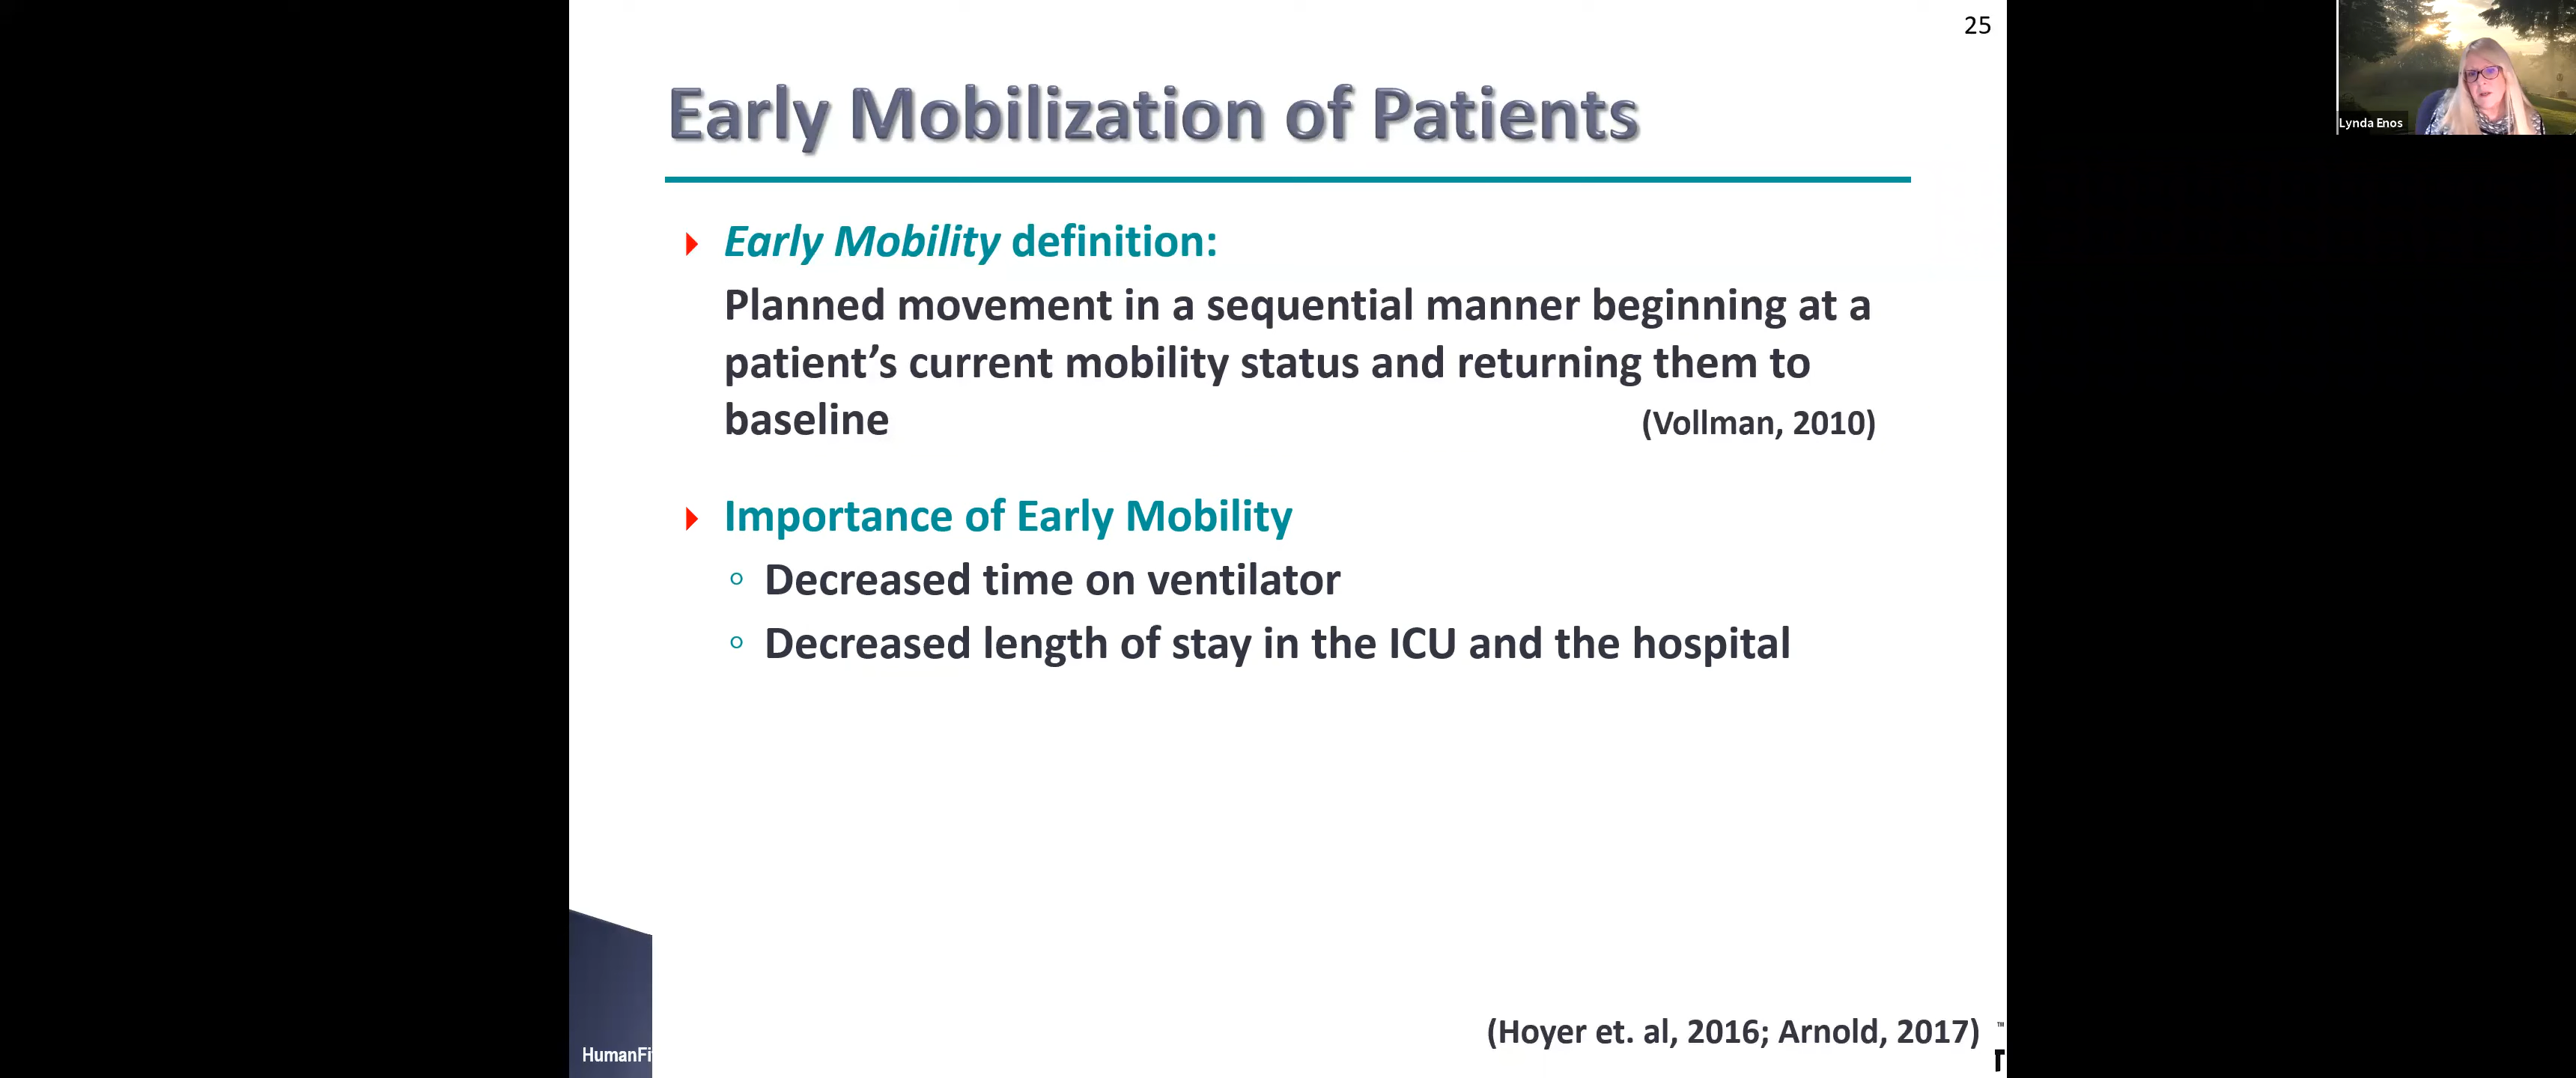 25
Early Mobilization of Patients
Lynda Enos
Early Mobility definition:
Planned movement in a sequential manner beginning at a
patient’s current mobility status and returning them to
baseline (Vollman, 2010)
Importance of Early Mobility
Decreased time on ventilator
Decreased length of stay in the ICU and the hospital
(Hoyer et. al, 2016; Arnold, 2017)
™
HumanFi